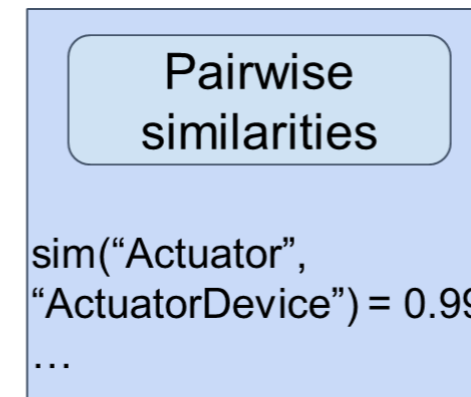 Pairwise
similarities
sim(“Actuator”,
“ActuatorDevice”) = 0.99
…